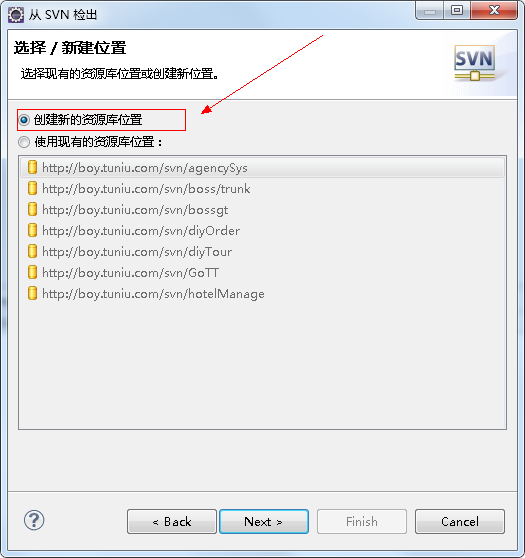 从 SVN 检出
选择 / 新建位置
选择现有的资源库位置或创建新位置。
SVN
创建新的资源库位置
使用现有的资源库位置：
http://boy.tuniu.com/svn/agencySys
http://boy.tuniu.com/svn/boss/trunk
http://boy.tuniu.com/svn/bossgt
http://boy.tuniu.com/svn/diyOrder
http://boy.tuniu.com/svn/diyTour
http://boy.tuniu.com/svn/GoTT
http://boy.tuniu.com/svn/hotelManage
?
< Back
Next >
Finish
Cancel